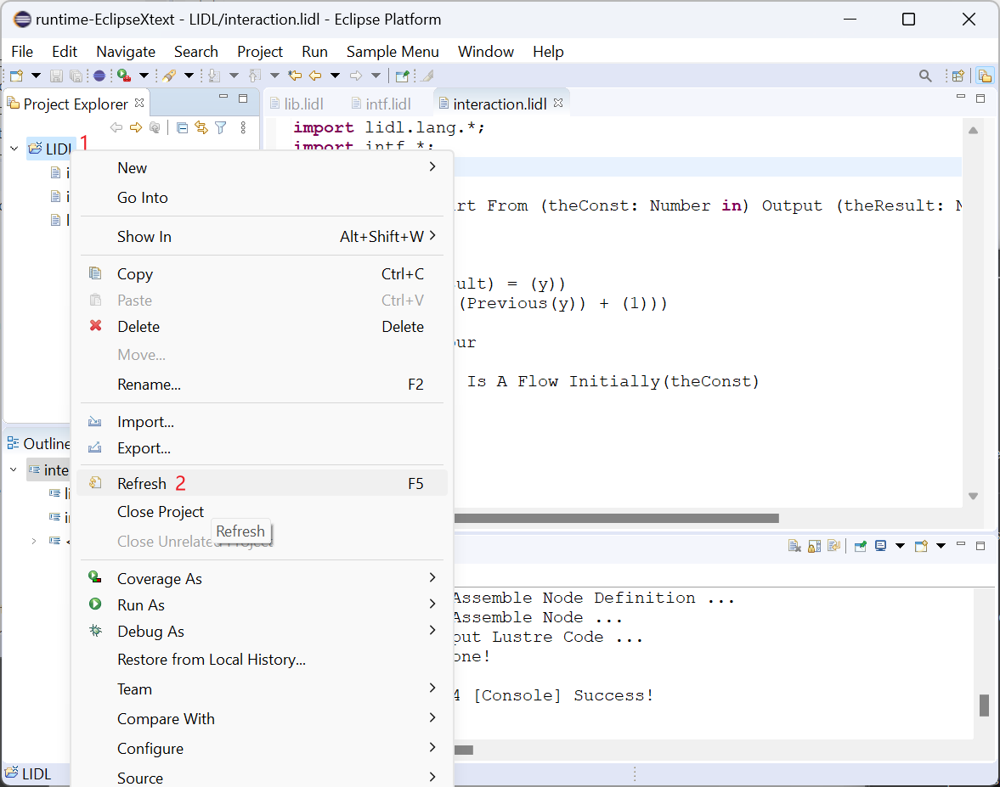 runtime-EclipseXtext - LIDL/interaction.lidl - Eclipse Platform
File Edit Navigate Search Project Run Sample Menu Window Help
Project Explorer
lib.lidl intf.lidl interaction.lidl
import lidl.lang.*;
import intf.*;
LIDL 1
New
Go Into
rt From (theConst: Number in) Output (theResult: N
Show In Alt+Shift+W
Copy Ctrl+C
ult) = (y))
Paste Ctrl+V
(Previous(y)) + (1)))
Delete Delete
our
Move...
Rename... F2
Is A Flow Initially(theConst)
Import...
Outline
Export...
inte
Refresh 2 F5
Close Project
Refresh
Close Unrelated Project
Coverage As
Assemble Node Definition ...
Run As
Assemble Node ...
Debug As
put Lustre Code ...
Restore from Local History...
one!
Team
4 [Console] Success!
Compare With
Configure
LIDL
Source